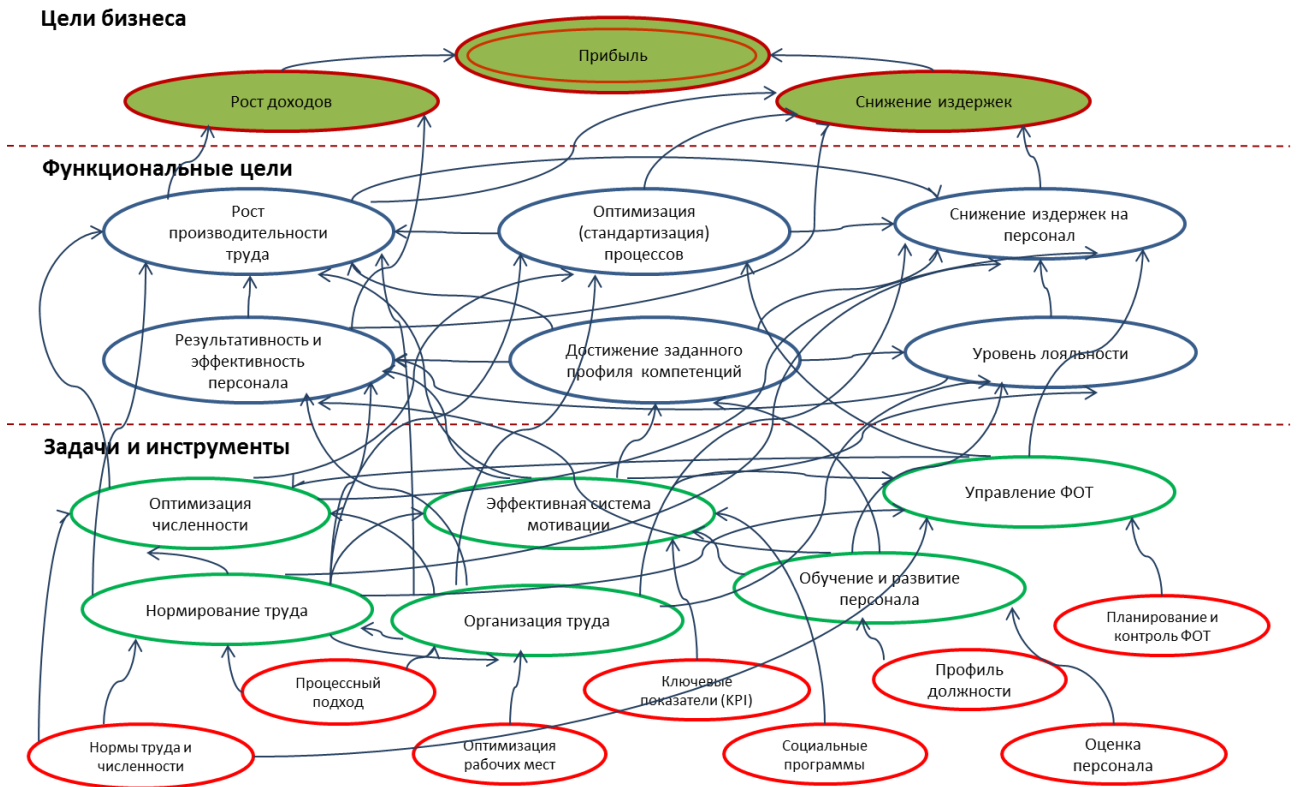 Цели бизнеса
Прибыль
Рост доходов
Снижение издержек
Функциональные цели
Рост
производительности
труда
Оптимизация
(стандартизация)
процессов
Снижение издержек на
персонал
Результативность и
эффективность
персонала
Достижение заданного
профиля компетенций
Уровень лояльности
Задачи и инструменты
Оптимизация
численности
Эффективная система
мотивации
Управление ФОТ
Нормирование труда
Организация труда
Обучение и развитие
персонала
Планирование и
контроль ФОТ
Процессный
подход
Ключевые
показатели (KPI)
Профиль
должности
Нормы труда и
численности
Оптимизация
рабочих мест
Социальные
программы
Оценка
персонала